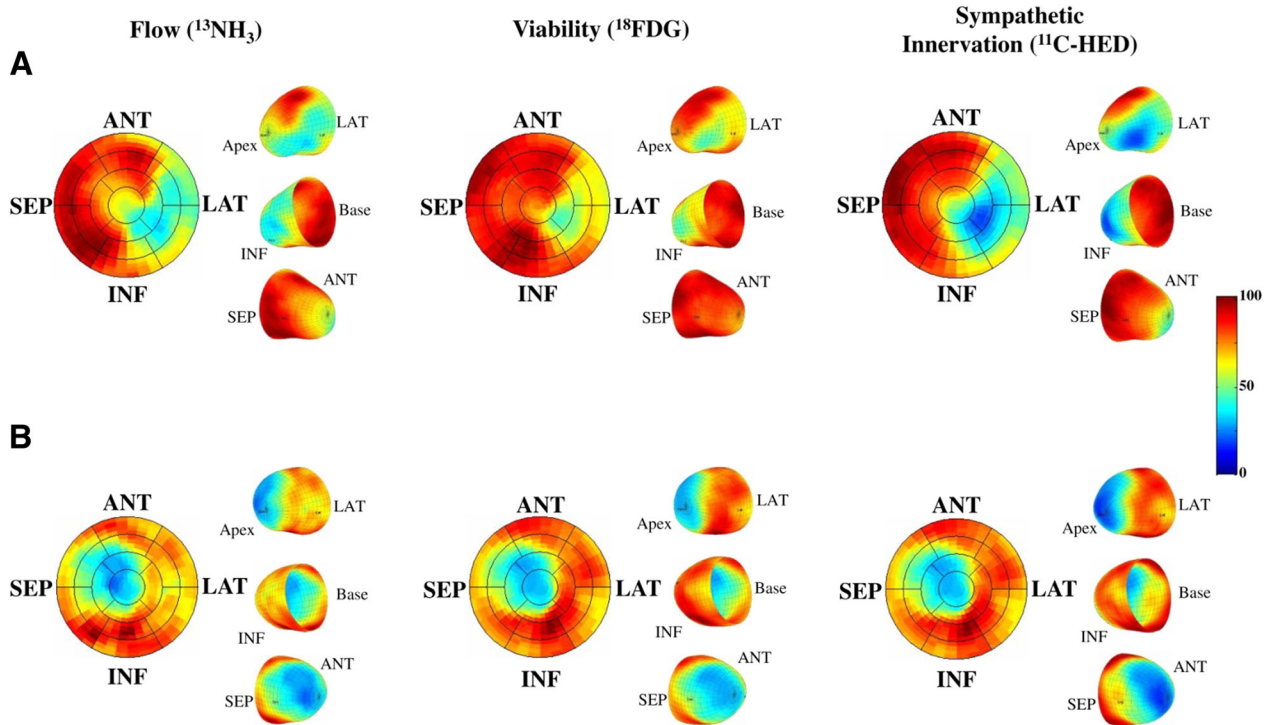 Flow (¹³NH₃)
Viability (¹⁸FDG)
Sympathetic
Innervation (¹¹C-HED)
A
ANT
SEP
LAT
INF
Apex
LAT
Base
INF
ANT
SEP
ANT
SEP
LAT
INF
Apex
LAT
Base
INF
ANT
SEP
ANT
SEP
LAT
INF
Apex
LAT
Base
INF
ANT
SEP
100
50
0
B
ANT
SEP
LAT
INF
Apex
LAT
Base
INF
ANT
SEP
ANT
SEP
LAT
INF
Apex
LAT
Base
INF
ANT
SEP
ANT
SEP
LAT
INF
Apex
LAT
Base
INF
ANT
SEP